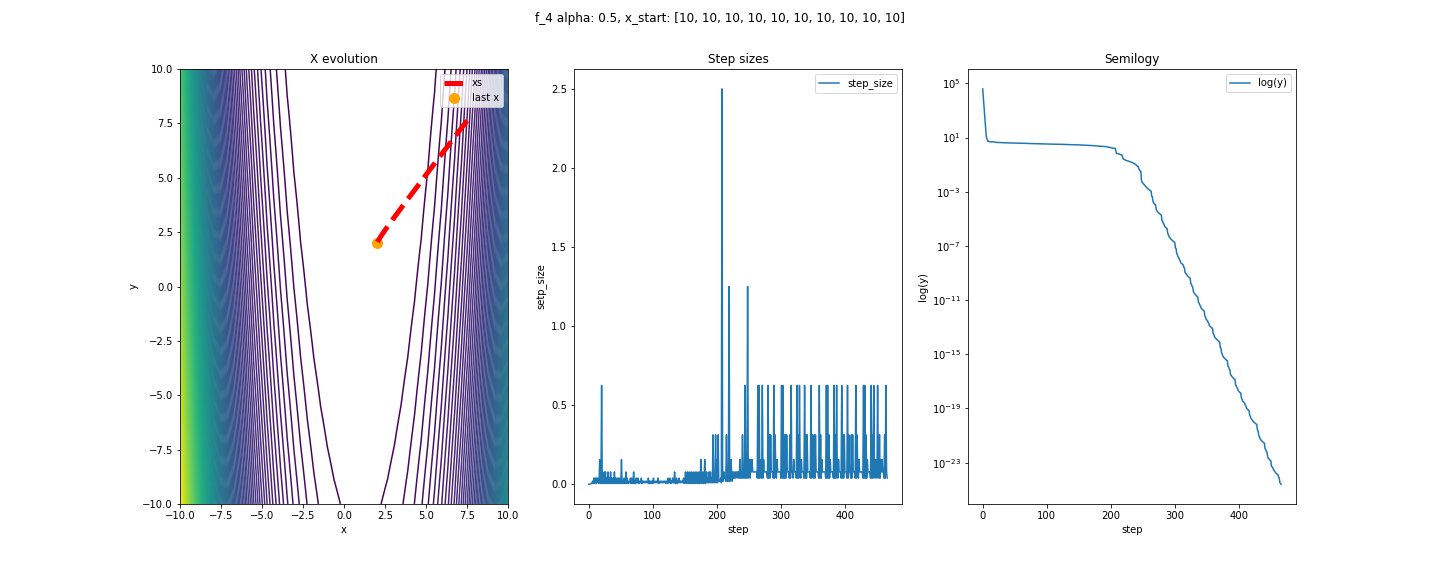 f_4 alpha: 0.5, x_start: [10, 10, 10, 10, 10, 10, 10, 10, 10, 10]
X evolution
10.0
7.5
5.0
2.5
0.0
−2.5
−5.0
−7.5
−10.0
y
−10.0 −7.5 −5.0 −2.5 0.0 2.5 5.0 7.5 10.0
x
xs
last x
Step sizes
2.5
2.0
1.5
1.0
0.5
0.0
setp_size
0 100 200 300 400
step
step_size
Semilogy
10^5
10^1
10^−3
10^−7
10^−11
10^−15
10^−19
10^−23
log(y)
0 100 200 300 400
step
log(y)